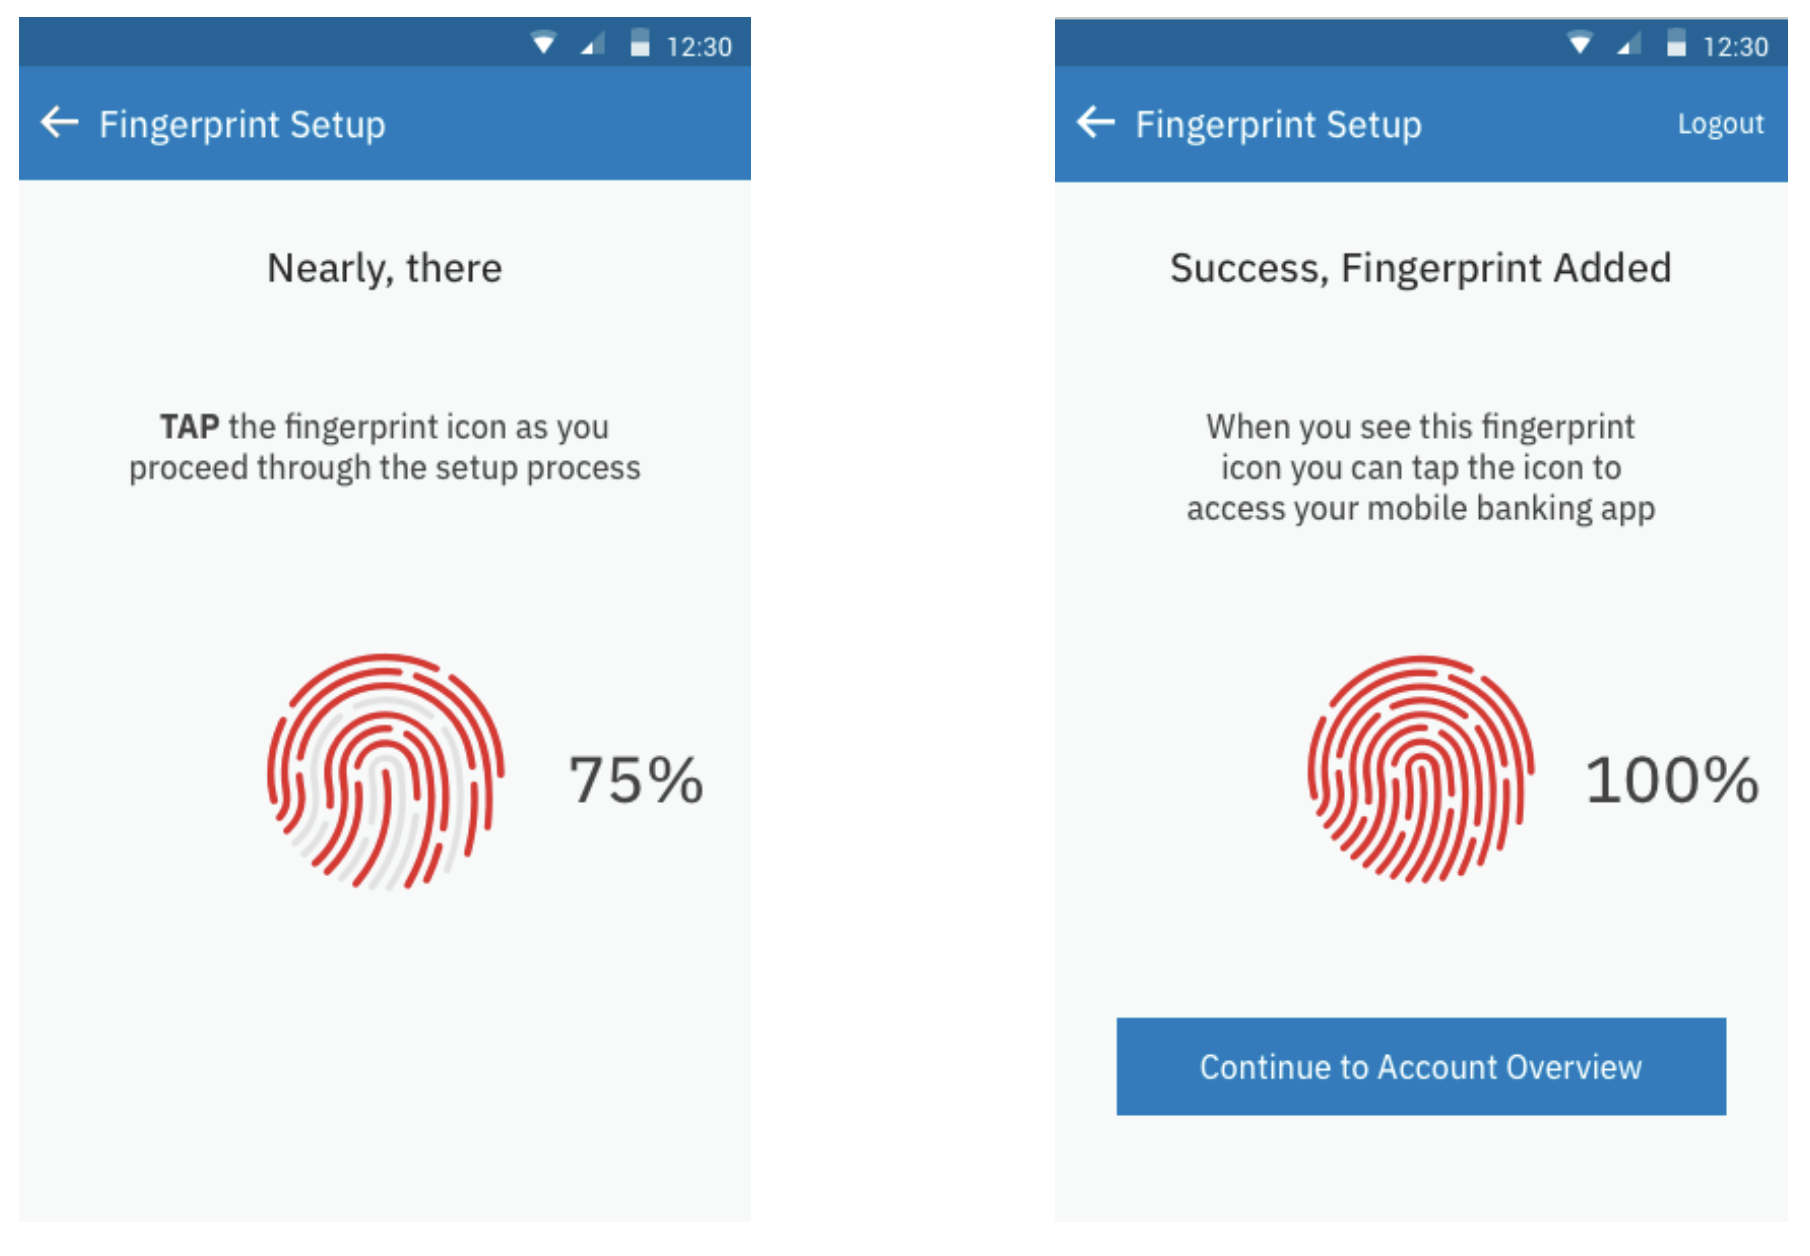 12:30
Fingerprint Setup
Nearly, there
TAP the fingerprint icon as you
proceed through the setup process
75%
12:30
Fingerprint Setup
Logout
Success, Fingerprint Added
When you see this fingerprint
icon you can tap the icon to
access your mobile banking app
100%
Continue to Account Overview